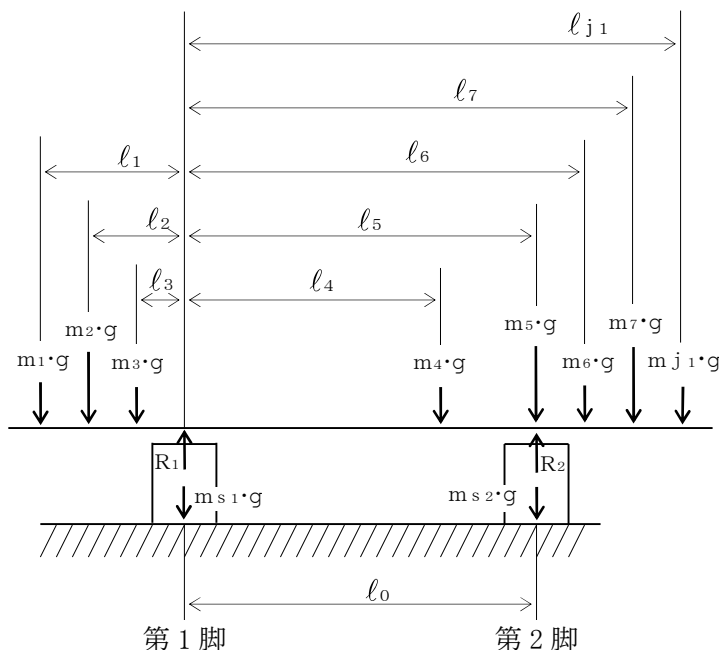 ℓj1
ℓ7
ℓ1 ℓ6
ℓ2 ℓ5
ℓ3 ℓ4
m1・g m2・g m3・g m4・g m5・g m6・g m7・g mj1・g
R1 R2
ms1・g ms2・g
ℓ0
第1脚 第2脚